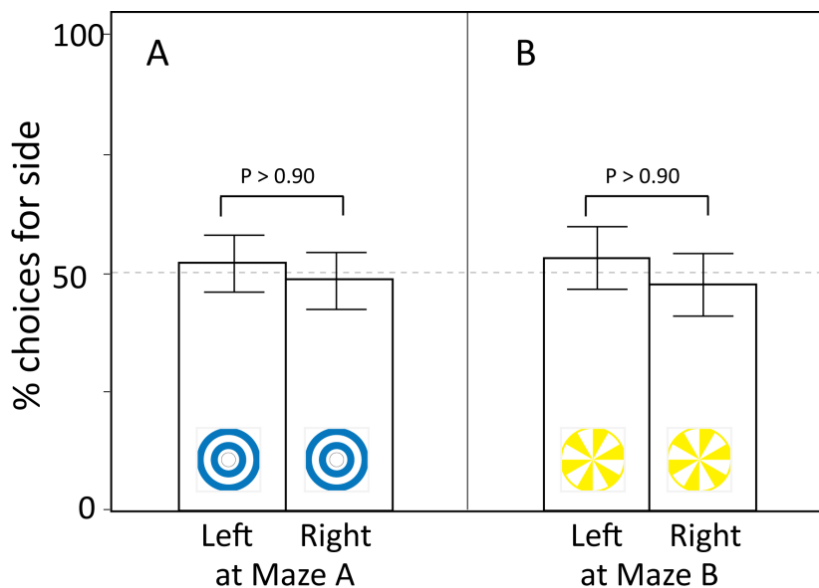 % choices for side
100
50
0
A
B
P > 0.90
P > 0.90
Left Right
at Maze A
Left Right
at Maze B